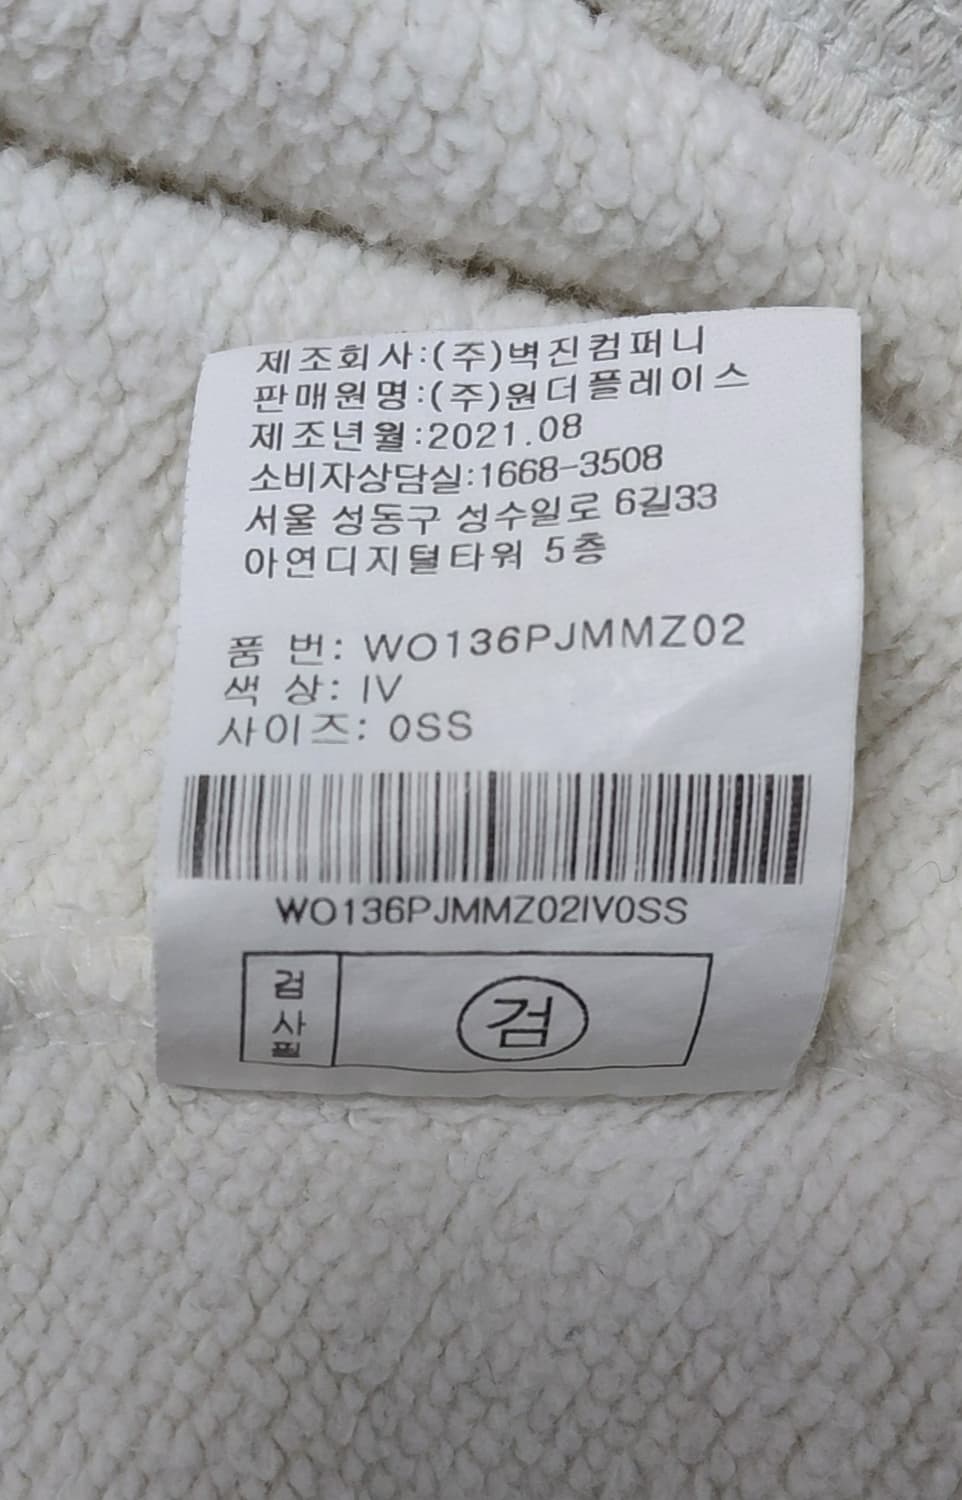 제조회사:(주)벽진컴퍼니
판매원명:(주)원더플레이스
제조년월:2021.08
소비자상담실:1668-3508
서울 성동구 성수일로 6길33
아연디지털타워 5층
품 번: WO136PJMMZ02
색 상: IV
사이즈: 0SS
WO136PJMMZ02IV0SS
검사필
검